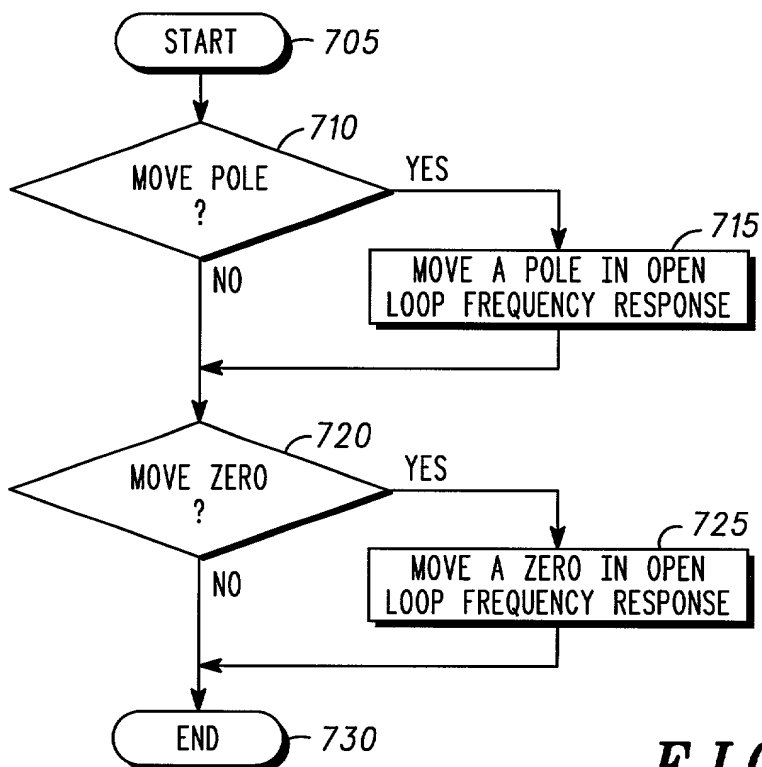 START
705
710
MOVE POLE
?
YES
715
MOVE A POLE IN OPEN
LOOP FREQUENCY RESPONSE
NO
720
MOVE ZERO
?
YES
725
MOVE A ZERO IN OPEN
LOOP FREQUENCY RESPONSE
NO
END
730